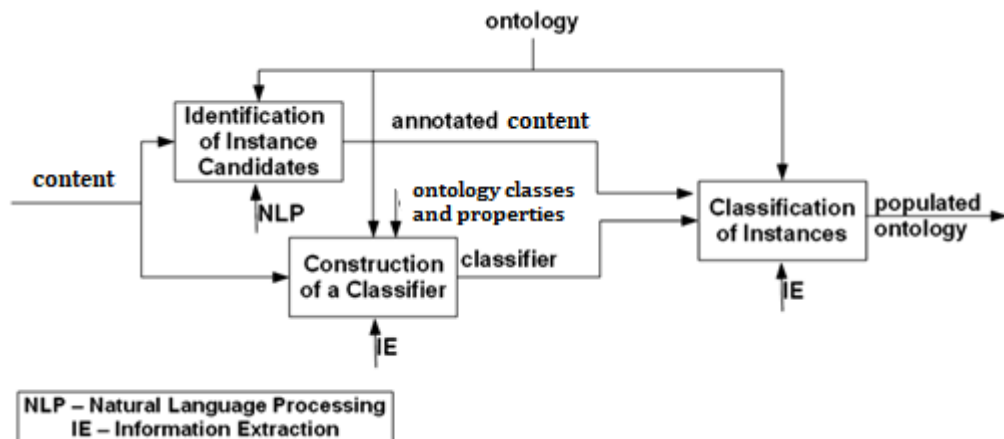 ontology
Identification
of Instance
Candidates
annotated content
content
NLP
ontology classes
and properties
Classification
of Instances
populated
ontology
Construction
of a Classifier
classifier
IE
IE
NLP – Natural Language Processing
IE – Information Extraction